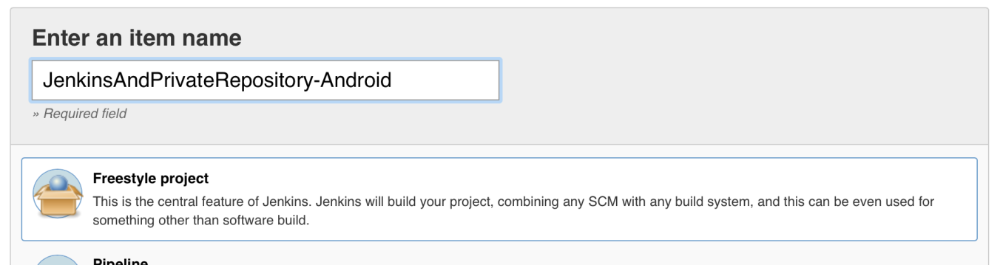 Enter an item name
JenkinsAndPrivateRepository-Android
» Required field
Freestyle project
This is the central feature of Jenkins. Jenkins will build your project, combining any SCM with any build system, and this can be even used for
something other than software build.
Pipeline